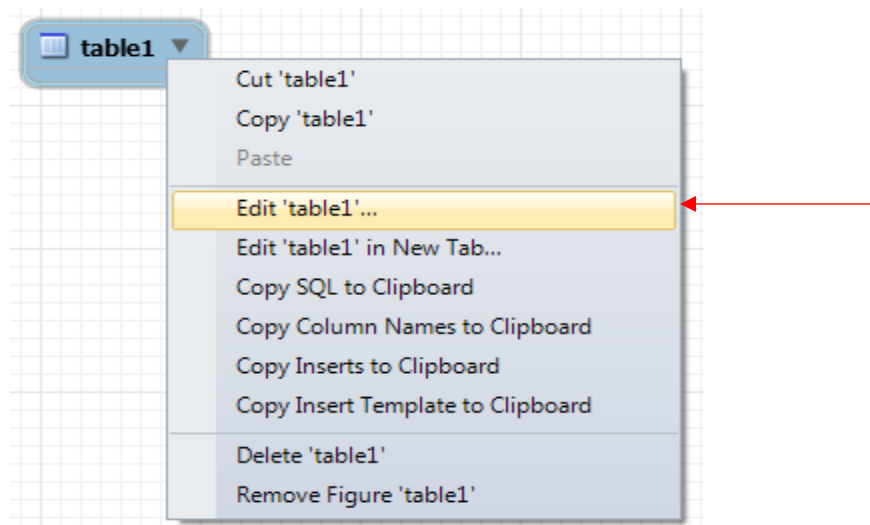 table1
Cut 'table1'
Copy 'table1'
Paste
Edit 'table1'...
Edit 'table1' in New Tab...
Copy SQL to Clipboard
Copy Column Names to Clipboard
Copy Inserts to Clipboard
Copy Insert Template to Clipboard
Delete 'table1'
Remove Figure 'table1'